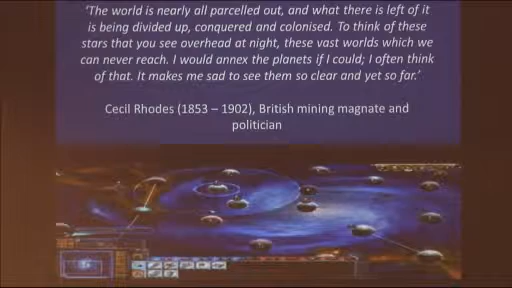 'The world is nearly all parcelled out, and what there is left of it
is being divided up, conquered and colonised. To think of these
stars that you see overhead at night, these vast worlds which we
can never reach. I would annex the planets if I could; I often think
of that. It makes me sad to see them so clear and yet so far.'
Cecil Rhodes (1853 – 1902), British mining magnate and
politician